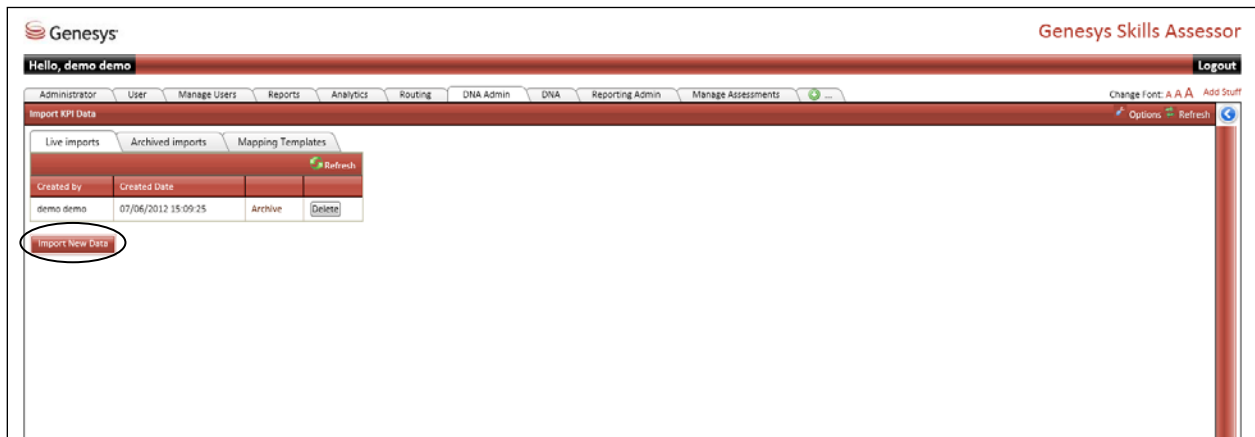 Genesys
Genesys Skills Assessor
Hello, demo demo
Logout
Administrator User Manage Users Reports Analytics Routing DNA Admin DNA Reporting Admin Manage Assessments ... Change Font: A A A Add Stuff
Import KPI Data Options Refresh
Live imports Archived imports Mapping Templates
Refresh
Created by Created Date
demo demo 07/06/2012 15:09:25 Archive Delete
Import New Data